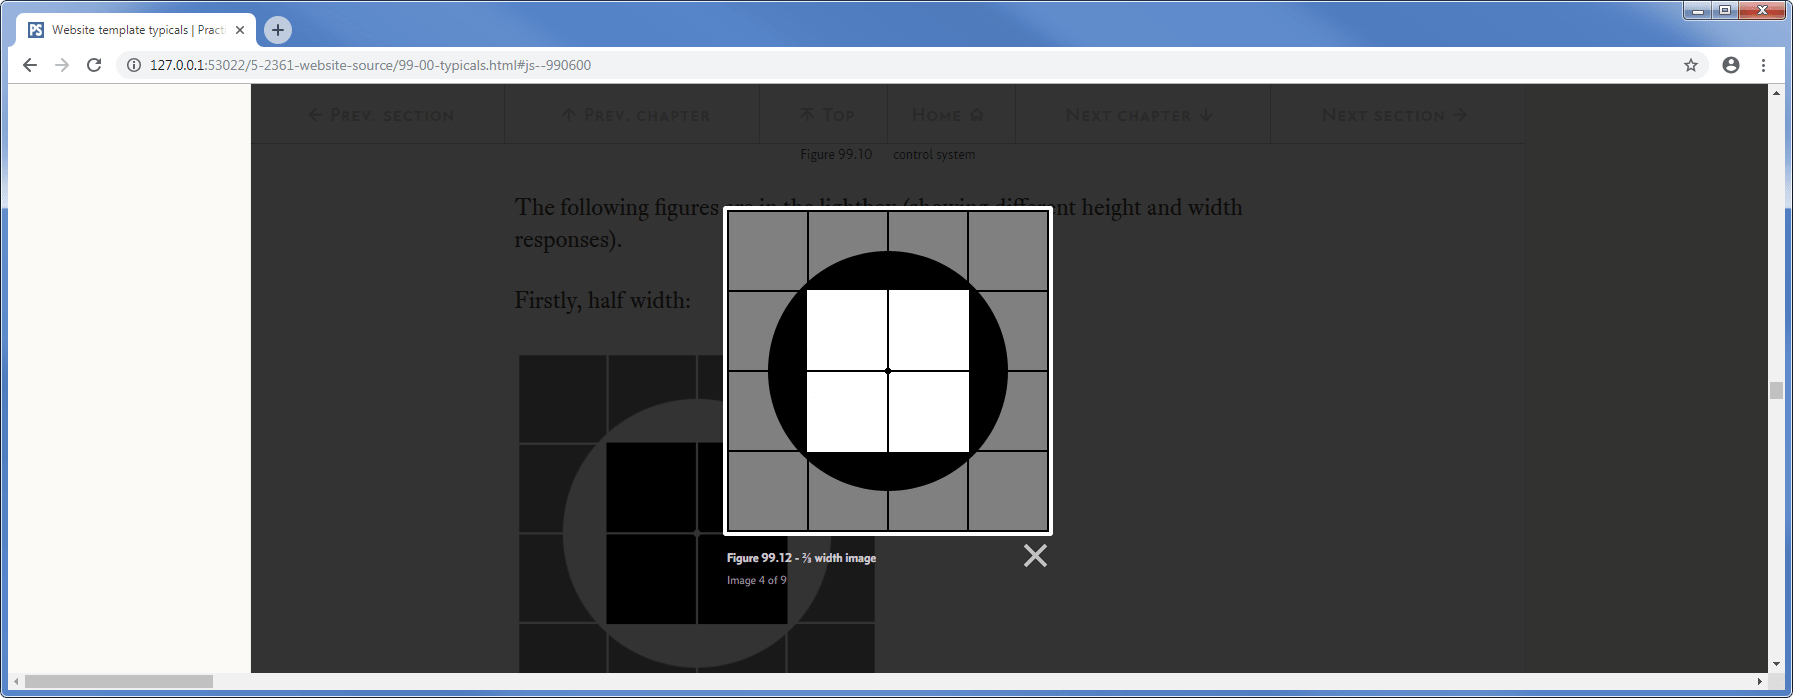 PS Website template typicals | Practi
127.0.0.1:53022/5-2361-website-source/99-00-typicals.html#js--990600
← Prev. section ↑ Prev. chapter Top Home Next chapter ↓ Next section →
Figure 99.10 control system
The following figures are in the lightbox (showing different height and width
responses).
Firstly, half width:
Figure 99.12 - ⅔ width image
Image 4 of 9